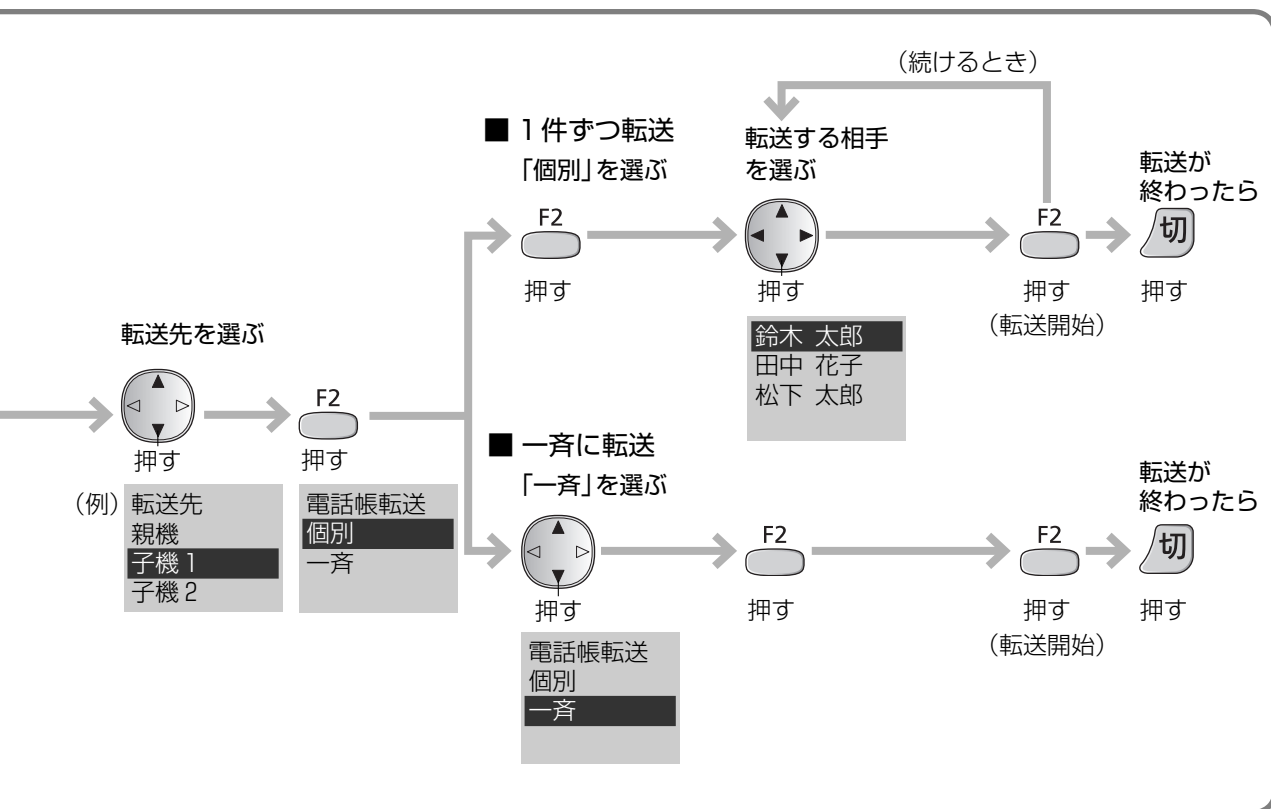 (続けるとき)
■ 1件ずつ転送
「個別」を選ぶ
転送する相手
を選ぶ
転送が
終わったら
F2
F2
切
押す
押す
押す
(転送開始)
押す
鈴木 太郎
田中 花子
松下 太郎
転送先を選ぶ
F2
押す
押す
(例)
転送先
親機
子機1
子機2
電話帳転送
個別
一斉
■ 一斉に転送
「一斉」を選ぶ
転送が
終わったら
F2
F2
切
押す
押す
押す
(転送開始)
押す
電話帳転送
個別
一斉